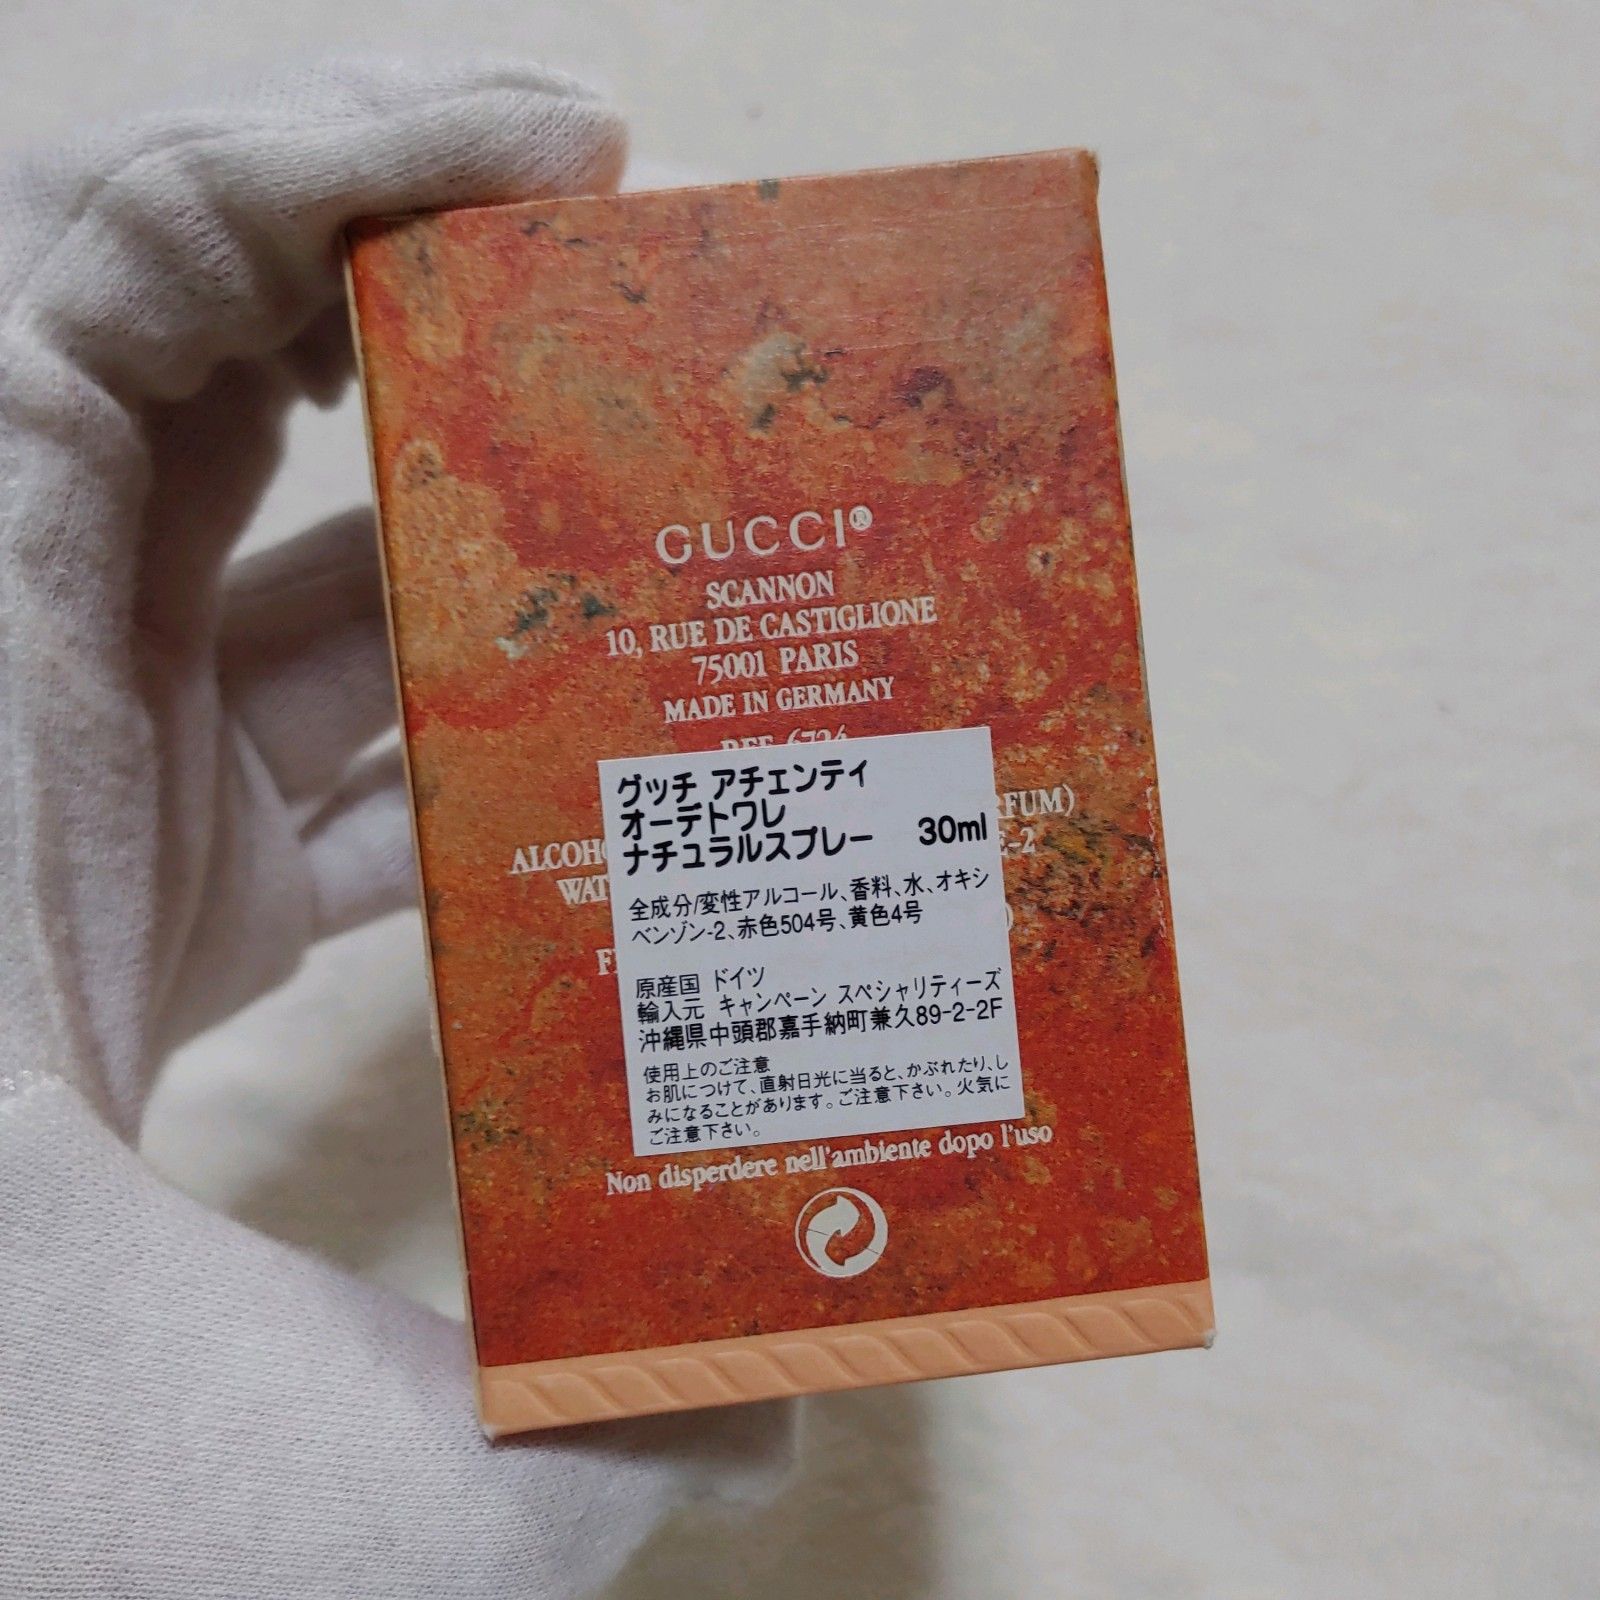 GUCCI®
SCANNON
10, RUE DE CASTIGLIONE
75001 PARIS
MADE IN GERMANY
グッチ アチェンティ
オーデトワレ
ナチュラルスプレー 30ml
全成分/変性アルコール、香料、水、オキシ
ベンゾン-2、赤色504号、黄色4号
原産国 ドイツ
輸入元 キャンペーン スペシャリティーズ
沖縄県中頭郡嘉手納町兼久89-2-2F
使用上のご注意
お肌につけて、直射日光に当ると、かぶれたり、し
みになることがあります。ご注意下さい。火気に
ご注意下さい。
Non disperdere nell'ambiente dopo l'uso